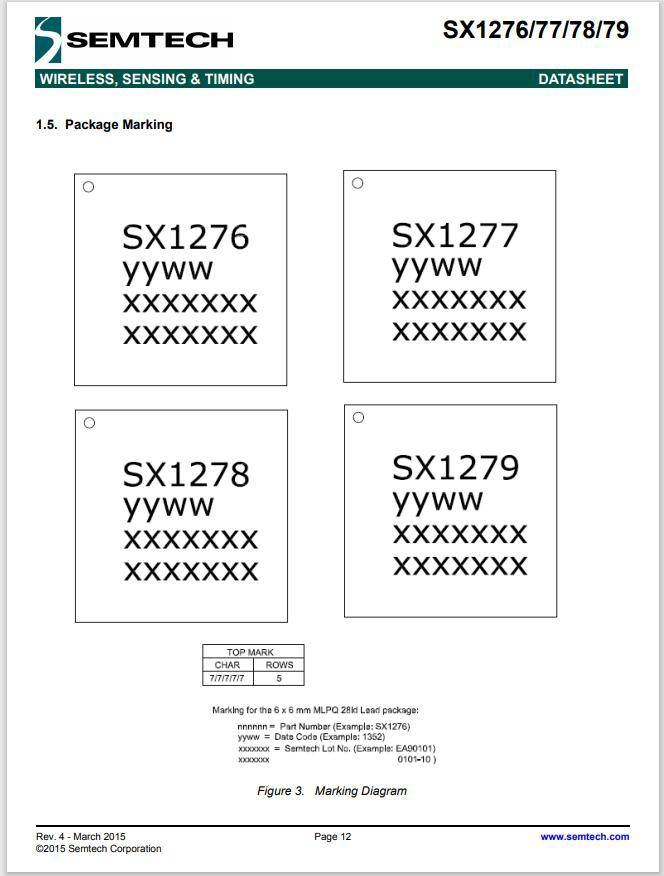 SEMTECH
SX1276/77/78/79
WIRELESS, SENSING & TIMING DATASHEET
1.5. Package Marking
SX1276
yyww
xxxxxxx
xxxxxxx
SX1277
yyww
xxxxxxx
xxxxxxx
SX1278
yyww
xxxxxxx
xxxxxxx
SX1279
yyww
xxxxxxx
xxxxxxx
TOP MARK
CHAR ROWS
7/7/7/7/7 5
Marking for the 6 x 6 mm MLPQ 28ld Lead package:
nnnnnn = Part Number (Example: SX1276)
yyww = Date Code (Example: 1352)
xxxxxxx = Semtech Lot No. (Example: EA90101)
xxxxxxx 0101-10 )
Figure 3. Marking Diagram
Rev. 4 - March 2015 Page 12 www.semtech.com
©2015 Semtech Corporation